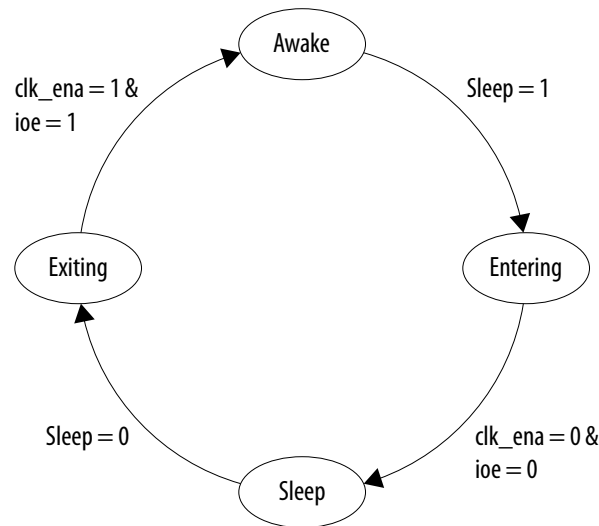 Awake
clk_ena = 1 &
ioe = 1
Sleep = 1
Exiting
Entering
Sleep = 0
clk_ena = 0 &
ioe = 0
Sleep